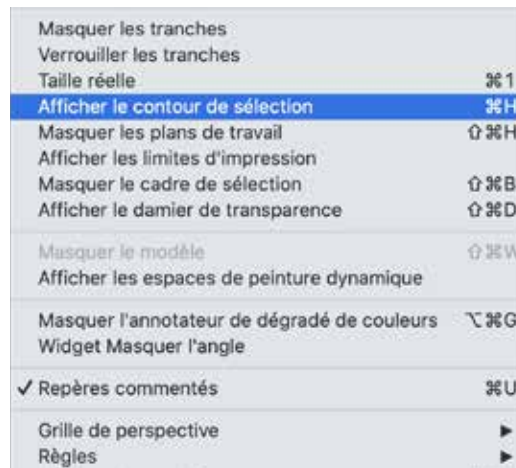 Masquer les tranches
Verrouiller les tranches
Taille réelle ⌘1
Afficher le contour de sélection ⌘H
Masquer les plans de travail ⇧⌘H
Afficher les limites d'impression
Masquer le cadre de sélection ⇧⌘B
Afficher le damier de transparence ⇧⌘D
Masquer le modèle ⇧⌘W
Afficher les espaces de peinture dynamique
Masquer l'annotateur de dégradé de couleurs ⌥⌘G
Widget Masquer l'angle
✓ Repères commentés ⌘U
Grille de perspective ▶
Règles ▶